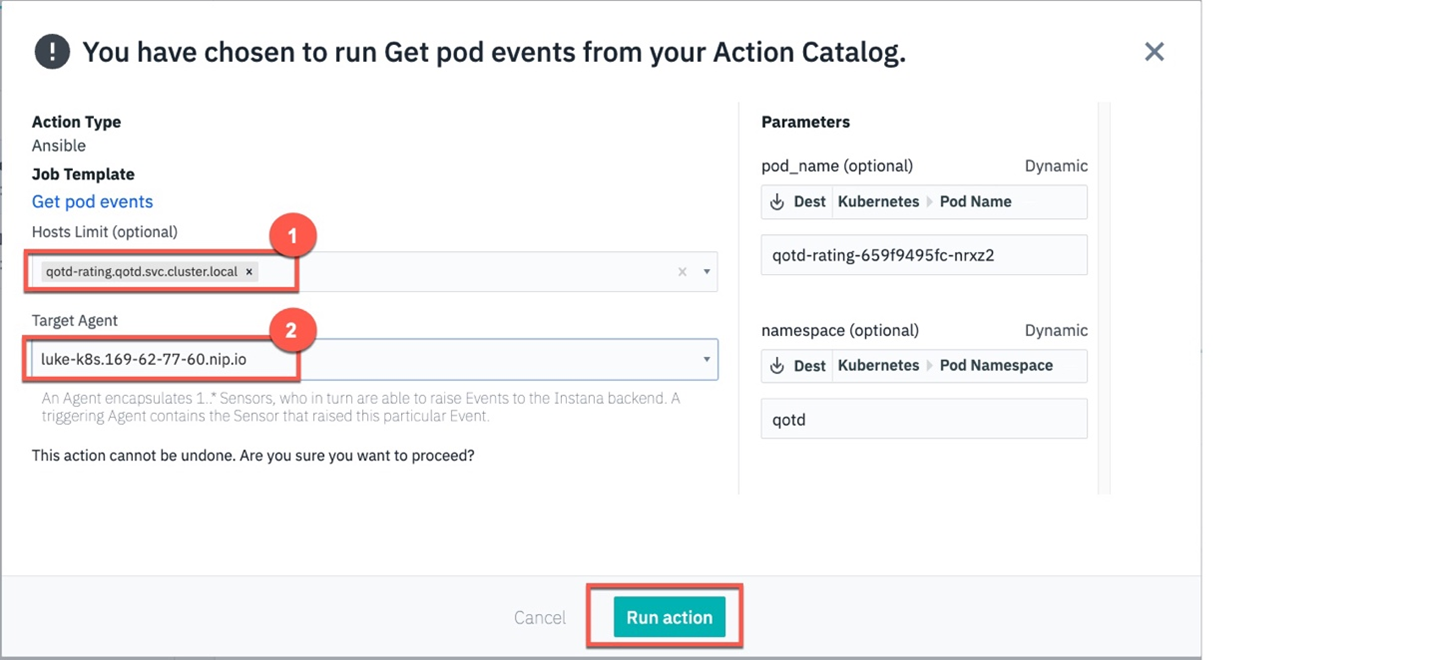 ! You have chosen to run Get pod events from your Action Catalog.
Action Type
Ansible
Job Template
Get pod events
Hosts Limit (optional)
1
qotd-rating.qotd.svc.cluster.local ×
Target Agent
2
luke-k8s.169-62-77-60.nip.io
An Agent encapsulates 1..* Sensors, who in turn are able to raise Events to the Instana backend. A
triggering Agent contains the Sensor that raised this particular Event.
This action cannot be undone. Are you sure you want to proceed?
Parameters
pod_name (optional) Dynamic
Dest Kubernetes Pod Name
qotd-rating-659f9495fc-nrxz2
namespace (optional) Dynamic
Dest Kubernetes Pod Namespace
qotd
Cancel Run action